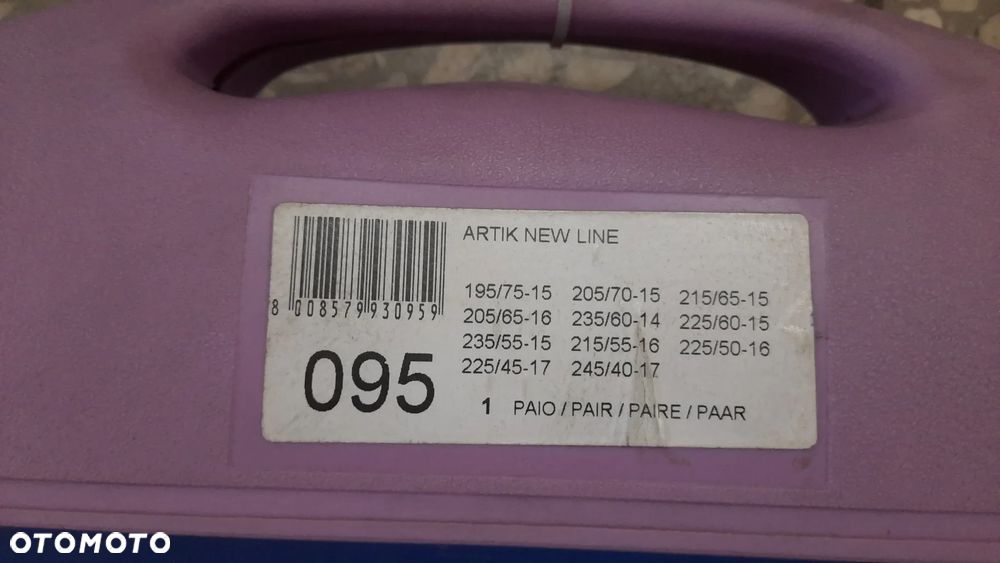 ARTIK NEW LINE
195/75-15 205/70-15 215/65-15
205/65-16 235/60-14 225/60-15
235/55-15 215/55-16 225/50-16
225/45-17 245/40-17
8 008579 930959
095
1 PAIO / PAIR / PAIRE / PAAR
OTOMOTO